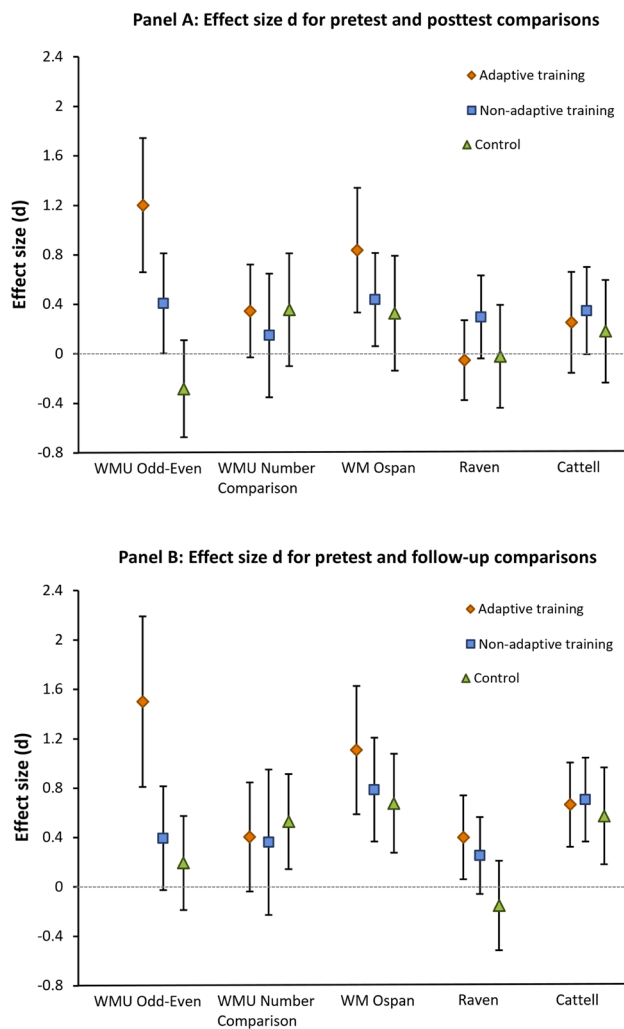 Panel A: Effect size d for pretest and posttest comparisons
2.4
2
1.6
1.2
0.8
0.4
0
-0.4
-0.8
Effect size (d)
Adaptive training
Non-adaptive training
Control
WMU Odd-Even
WMU Number
Comparison
WM Ospan
Raven
Cattell
Panel B: Effect size d for pretest and follow-up comparisons
2.4
2
1.6
1.2
0.8
0.4
0
-0.4
-0.8
Effect size (d)
Adaptive training
Non-adaptive training
Control
WMU Odd-Even
WMU Number
Comparison
WM Ospan
Raven
Cattell